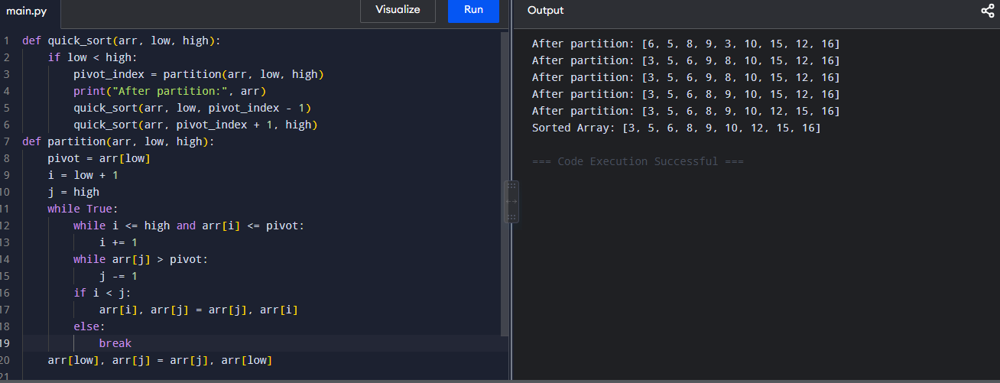 main.py
Visualize
Run
Output
1 def quick_sort(arr, low, high):
2     if low < high:
3         pivot_index = partition(arr, low, high)
4         print("After partition:", arr)
5         quick_sort(arr, low, pivot_index - 1)
6         quick_sort(arr, pivot_index + 1, high)
7 def partition(arr, low, high):
8     pivot = arr[low]
9     i = low + 1
10     j = high
11     while True:
12         while i <= high and arr[i] <= pivot:
13             i += 1
14         while arr[j] > pivot:
15             j -= 1
16         if i < j:
17             arr[i], arr[j] = arr[j], arr[i]
18         else:
19             break
20     arr[low], arr[j] = arr[j], arr[low]
21
After partition: [6, 5, 8, 9, 3, 10, 15, 12, 16]
After partition: [3, 5, 6, 9, 8, 10, 15, 12, 16]
After partition: [3, 5, 6, 9, 8, 10, 15, 12, 16]
After partition: [3, 5, 6, 8, 9, 10, 15, 12, 16]
After partition: [3, 5, 6, 8, 9, 10, 12, 15, 16]
Sorted Array: [3, 5, 6, 8, 9, 10, 12, 15, 16]
=== Code Execution Successful ===